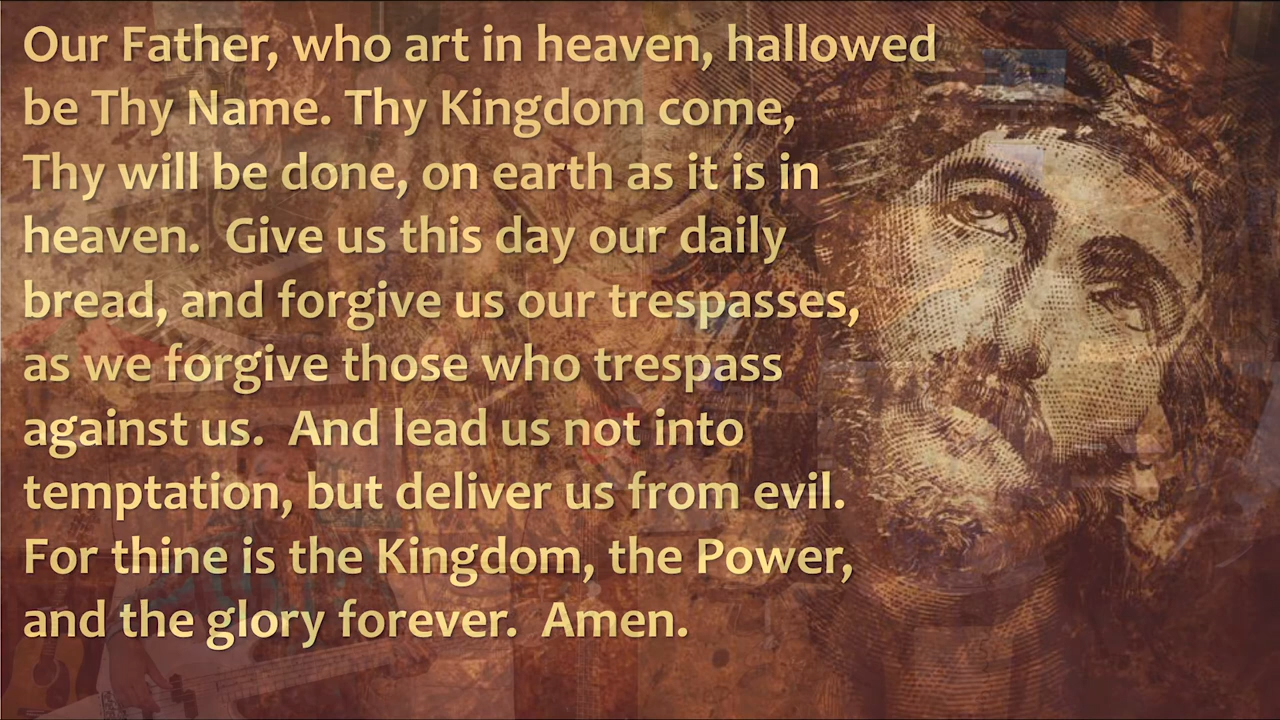 Our Father, who art in heaven, hallowed
be Thy Name. Thy Kingdom come,
Thy will be done, on earth as it is in
heaven.  Give us this day our daily
bread, and forgive us our trespasses,
as we forgive those who trespass
against us.  And lead us not into
temptation, but deliver us from evil.
For thine is the Kingdom, the Power,
and the glory forever.  Amen.